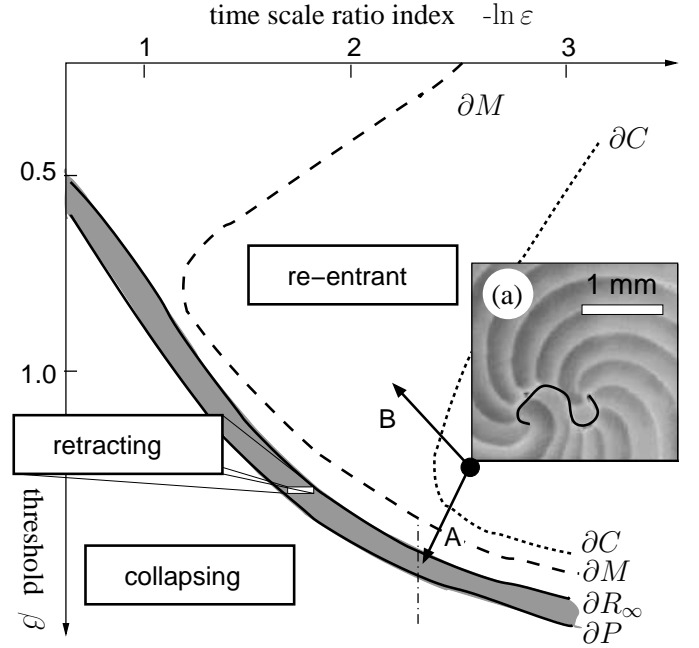 time scale ratio index -ln ε
1 2 3
∂M
∂C
0.5
re-entrant
(a)
1 mm
1.0
B
retracting
A
threshold β
collapsing
∂C
∂M
∂R∞
∂P